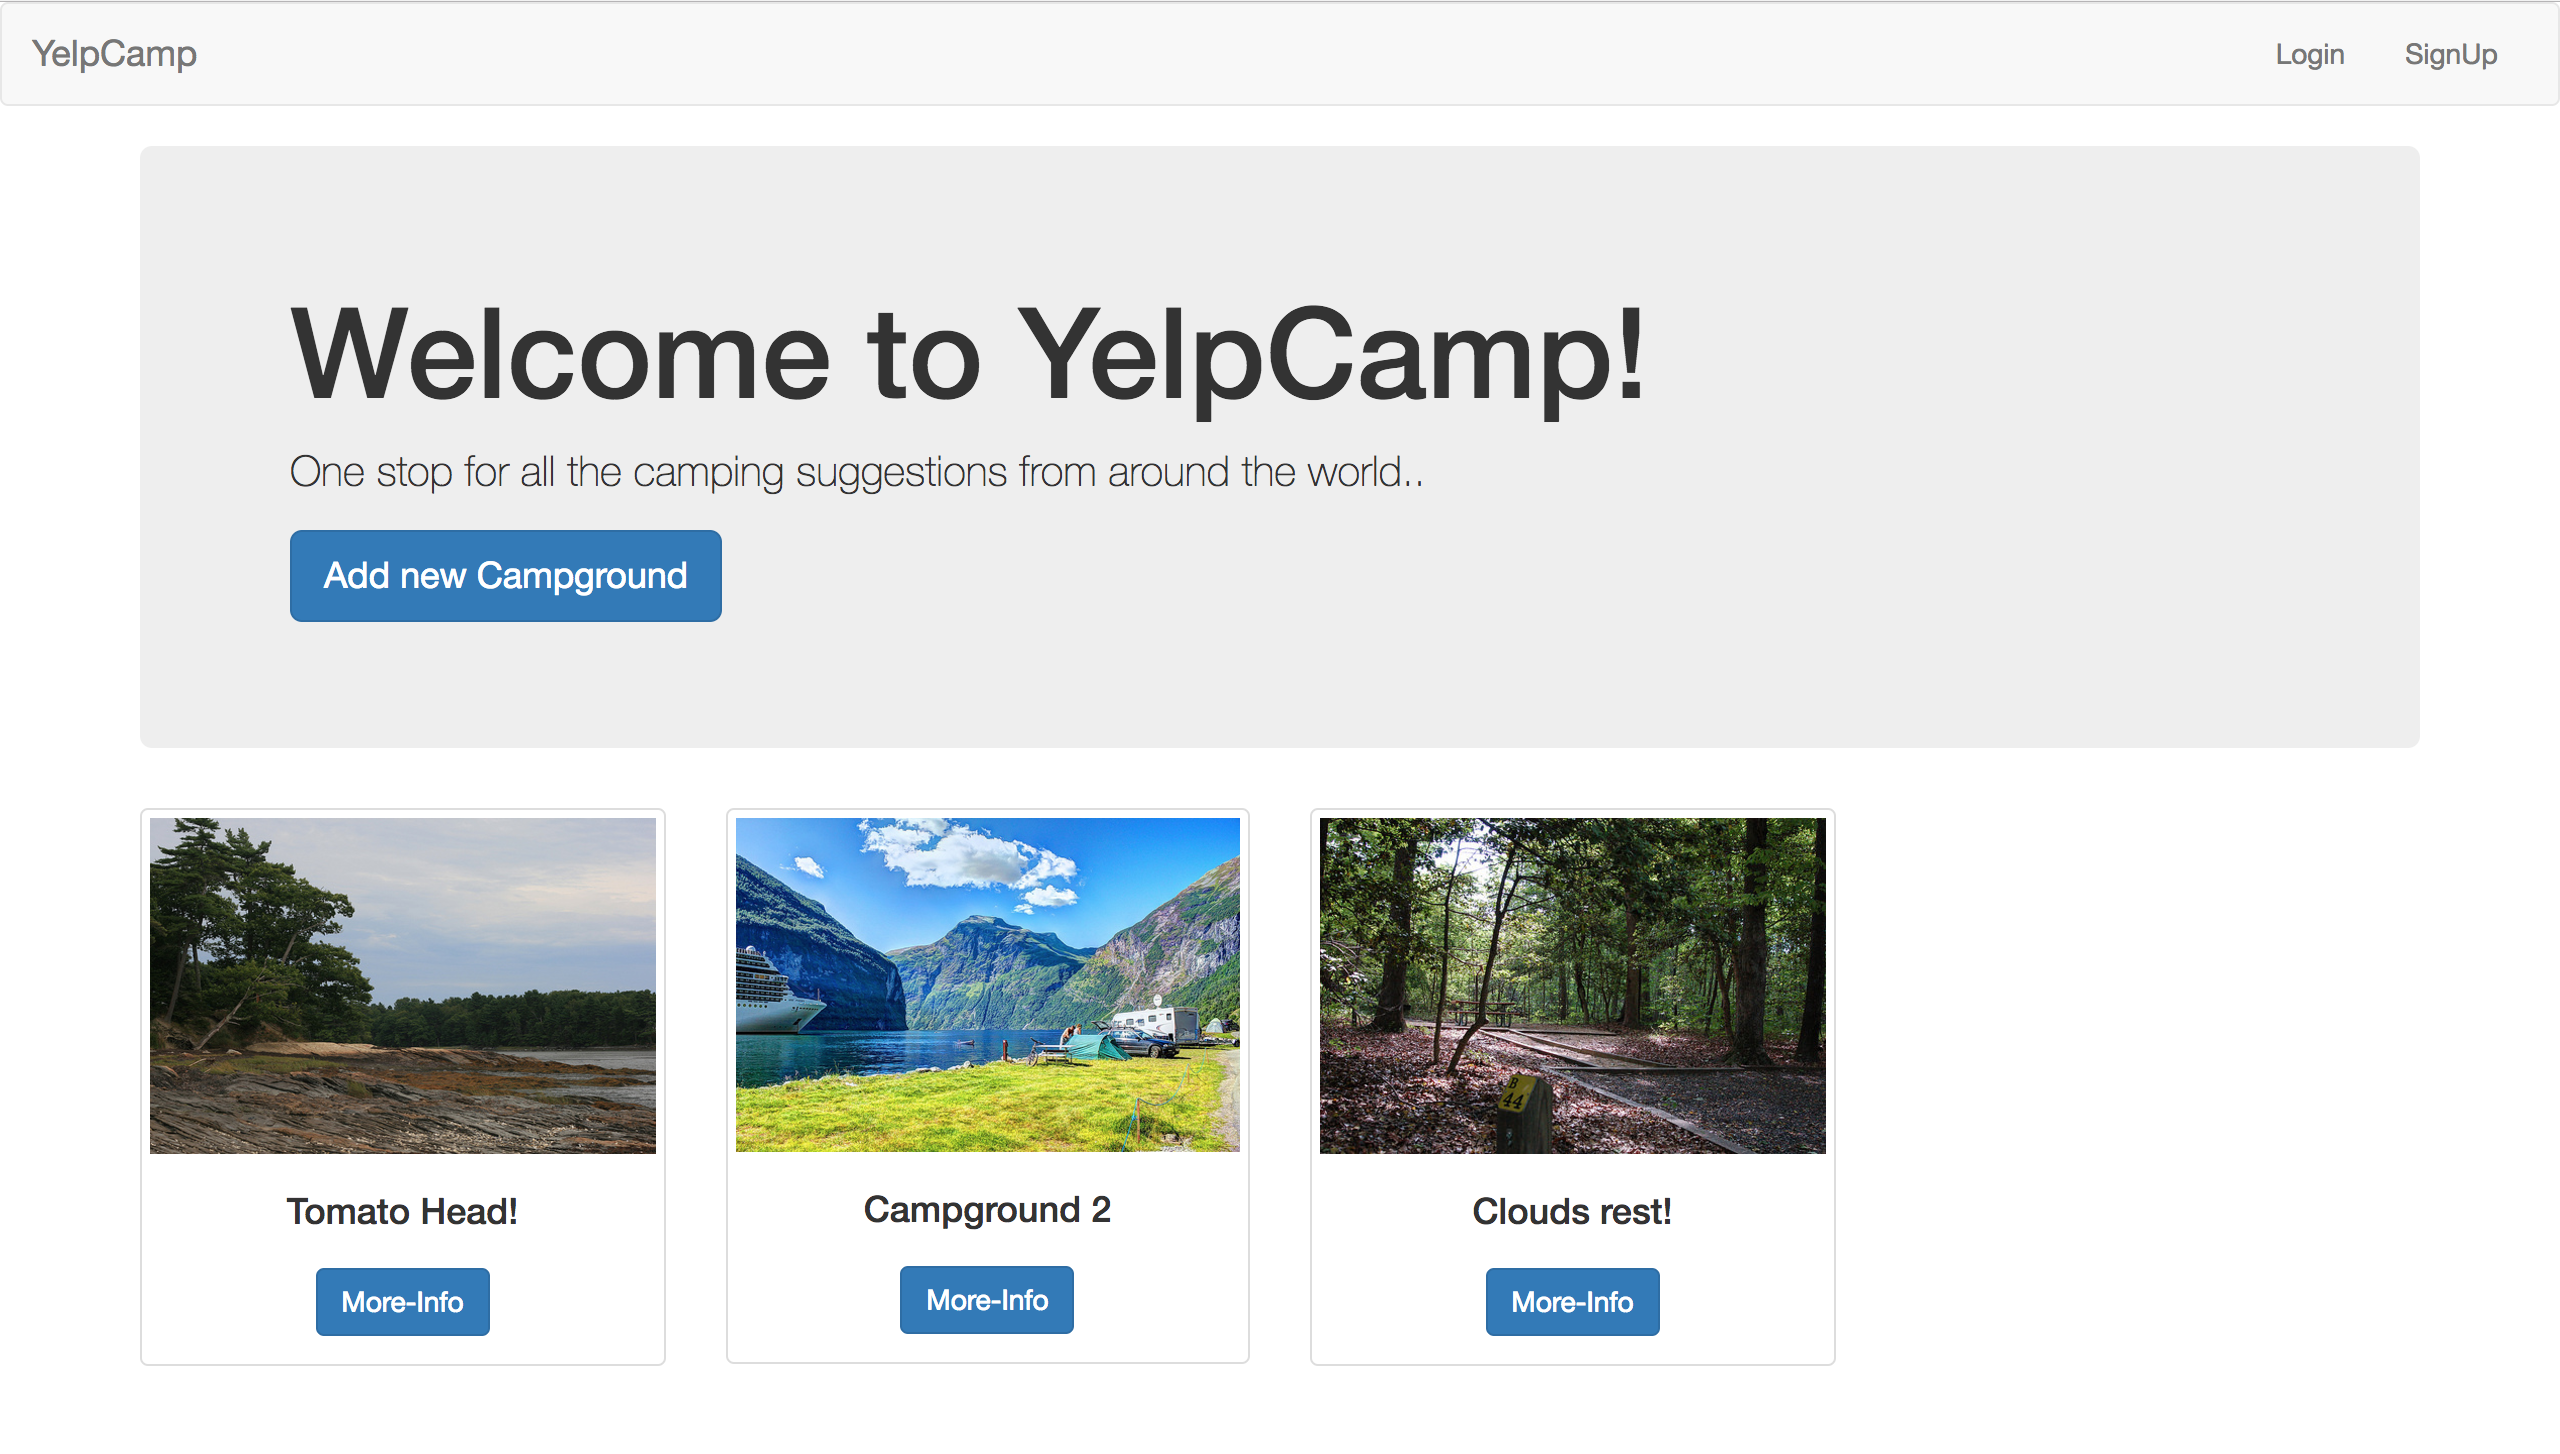 YelpCamp
Login
SignUp
Welcome to YelpCamp!
One stop for all the camping suggestions from around the world..
Add new Campground
B
44
Tomato Head!
Campground 2
Clouds rest!
More-Info
More-Info
More-Info